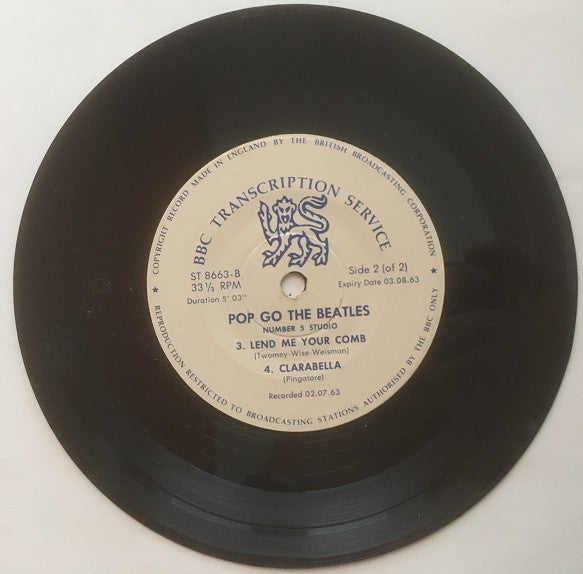 COPYRIGHT RECORD MADE IN ENGLAND BY THE BRITISH BROADCASTING CORPORATION
BBC TRANSCRIPTION SERVICE
ST 8663-B
33⅓ RPM
Duration 5' 03"
Side 2 (of 2)
Expiry Date 03.08.63
POP GO THE BEATLES
NUMBER 5 STUDIO
3. LEND ME YOUR COMB
(Twomey-Wise-Weisman)
4. CLARABELLA
(Pingatore)
Recorded 02.07.63
REPRODUCTION RESTRICTED TO BROADCASTING STATIONS AUTHORISED BY THE BBC ONLY